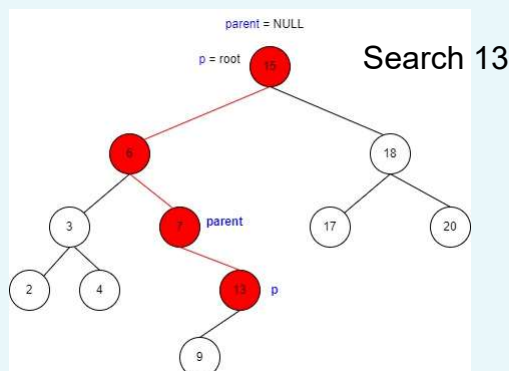 parent = NULL
p = root
15
Search 13
6
18
3
7
parent
17
20
2
4
13
p
9